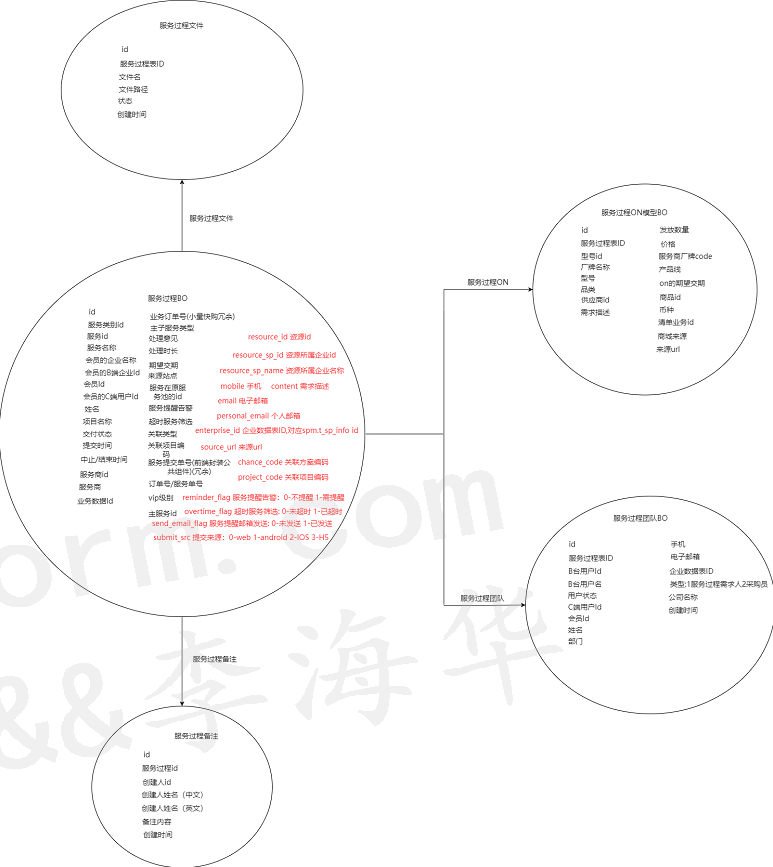 服务过程文件
id
服务过程表ID
文件名
文件路径
状态
创建时间
服务过程文件
服务过程BO
id
服务类别id
服务id
服务名称
会员的企业名称
会员的B端企业Id
会员Id
会员的C端用户Id
姓名
项目名称
交付状态
提交时间
中止/结束时间
服务商id
服务商
业务数据Id
业务订单号(小量快购冗余)
主子服务类型
处理意见
处理时长
期望交期
来源站点
服务在原服
务池的id
服务提醒告警
超时服务筛选
关联类型
关联项目编
码
服务提交单号(前端封装公
共组件)(冗余)
订单号/服务单号
vip级别
主服务id
resource_id 资源id
resource_sp_id 资源所属企业id
resource_sp_name 资源所属企业名称
mobile 手机
content 需求描述
email 电子邮箱
personal_email 个人邮箱
enterprise_id 企业数据表ID,对应spm.t_sp_info id
source_url 来源url
chance_code 关联方案编码
project_code 关联项目编码
reminder_flag 服务提醒告警：0-不提醒 1-需提醒
overtime_flag 超时服务筛选: 0-未超时 1-已超时
send_email_flag 服务提醒邮箱发送: 0-未发送 1-已发送
submit_src 提交来源：0-web 1-android 2-IOS 3-H5
服务过程ON
服务过程ON模型BO
id
服务过程表ID
型号id
厂牌名称
型号
品类
供应商id
需求描述
发放数量
价格
服务商厂牌code
产品线
on的期望交期
商品id
币种
清单业务id
商城来源
来源url
服务过程团队
服务过程团队BO
id
服务过程表ID
B台用户Id
B台用户名
用户状态
C端用户Id
会员Id
姓名
部门
手机
电子邮箱
企业数据表ID
类型:1服务过程需求人2采购员
公司名称
创建时间
服务过程备注
服务过程备注
id
服务过程id
创建人id
创建人姓名（中文）
创建人姓名（英文）
备注内容
创建时间
orm.com
&&李海华